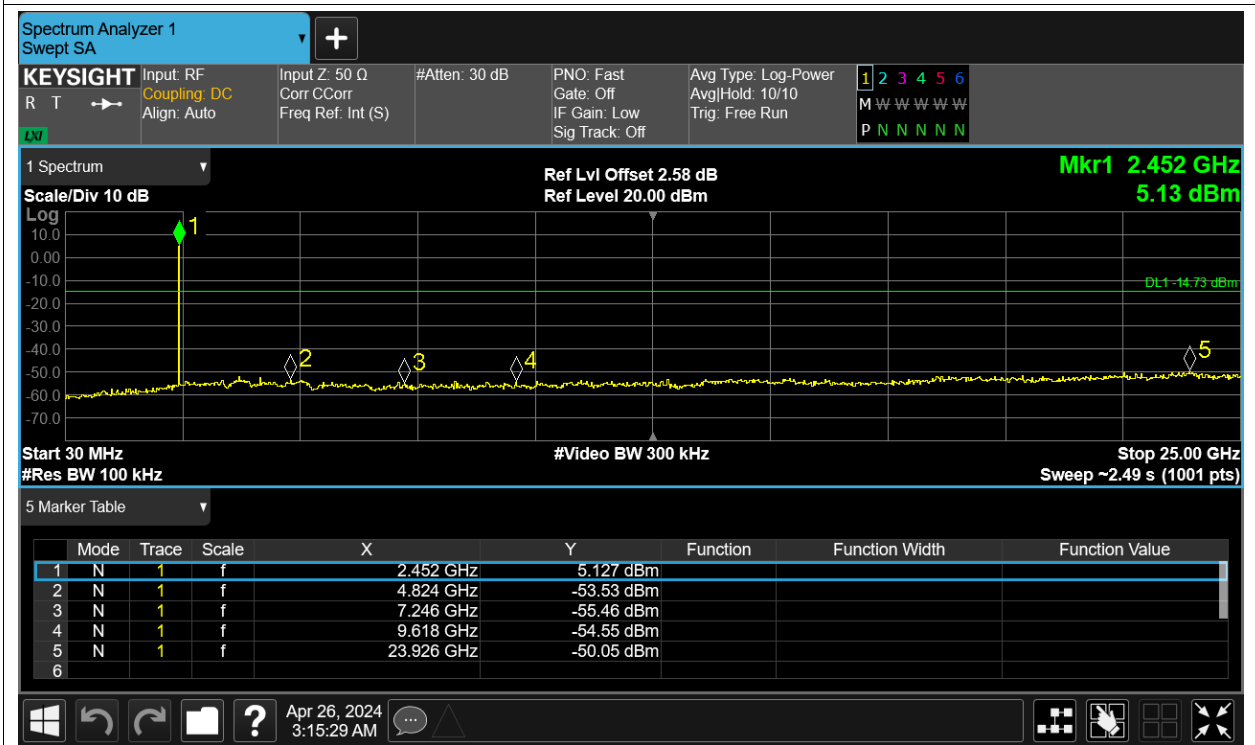 Spectrum Analyzer 1
Swept SA
KEYSIGHT
R T
LXI
Input: RF
Coupling: DC
Align: Auto
Input Z: 50 Ω
Corr CCorr
Freq Ref: Int (S)
#Atten: 30 dB
PNO: Fast
Gate: Off
IF Gain: Low
Sig Track: Off
Avg Type: Log-Power
Avg|Hold: 10/10
Trig: Free Run
1 2 3 4 5 6
M W W W W W
P N N N N N
1 Spectrum
Scale/Div 10 dB
Ref Lvl Offset 2.58 dB
Ref Level 20.00 dBm
Mkr1 2.452 GHz
5.13 dBm
Log
10.0
0.00
-10.0
-20.0
-30.0
-40.0
-50.0
-60.0
-70.0
1
DL1 -14.73 dBm
2
3
4
5
Start 30 MHz
#Video BW 300 kHz
Stop 25.00 GHz
#Res BW 100 kHz
Sweep ~2.49 s (1001 pts)
5 Marker Table
Mode Trace Scale X Y Function Function Width Function Value
1 N 1 f 2.452 GHz 5.127 dBm
2 N 1 f 4.824 GHz -53.53 dBm
3 N 1 f 7.246 GHz -55.46 dBm
4 N 1 f 9.618 GHz -54.55 dBm
5 N 1 f 23.926 GHz -50.05 dBm
6
?
Apr 26, 2024
3:15:29 AM